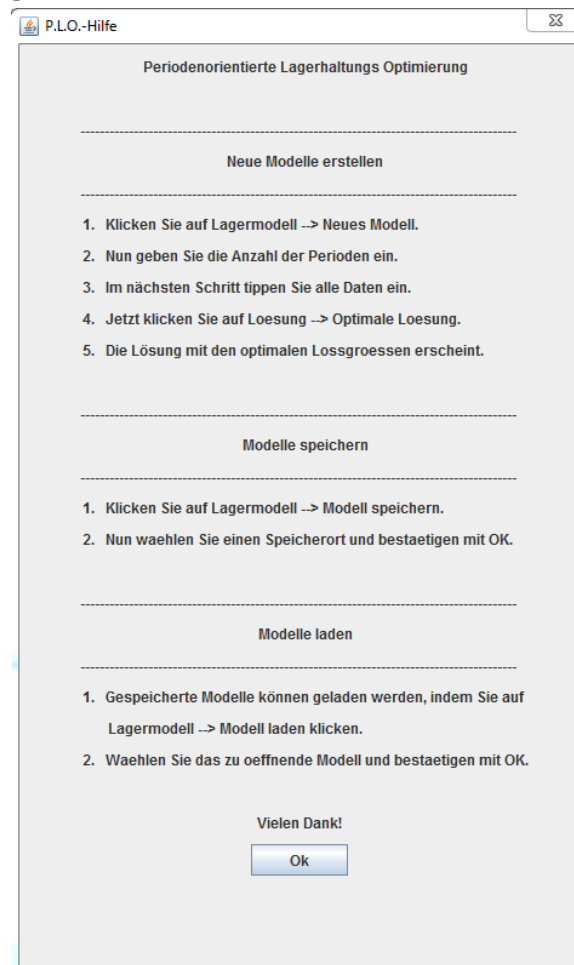 P.L.O.-Hilfe
Periodenorientierte Lagerhaltungs Optimierung
Neue Modelle erstellen
1. Klicken Sie auf Lagermodell --> Neues Modell.
2. Nun geben Sie die Anzahl der Perioden ein.
3. Im nächsten Schritt tippen Sie alle Daten ein.
4. Jetzt klicken Sie auf Loesung --> Optimale Loesung.
5. Die Lösung mit den optimalen Lossgroessen erscheint.
Modelle speichern
1. Klicken Sie auf Lagermodell --> Modell speichern.
2. Nun waehlen Sie einen Speicherort und bestaetigen mit OK.
Modelle laden
1. Gespeicherte Modelle können geladen werden, indem Sie auf
Lagermodell --> Modell laden klicken.
2. Waehlen Sie das zu oeffnende Modell und bestaetigen mit OK.
Vielen Dank!
Ok